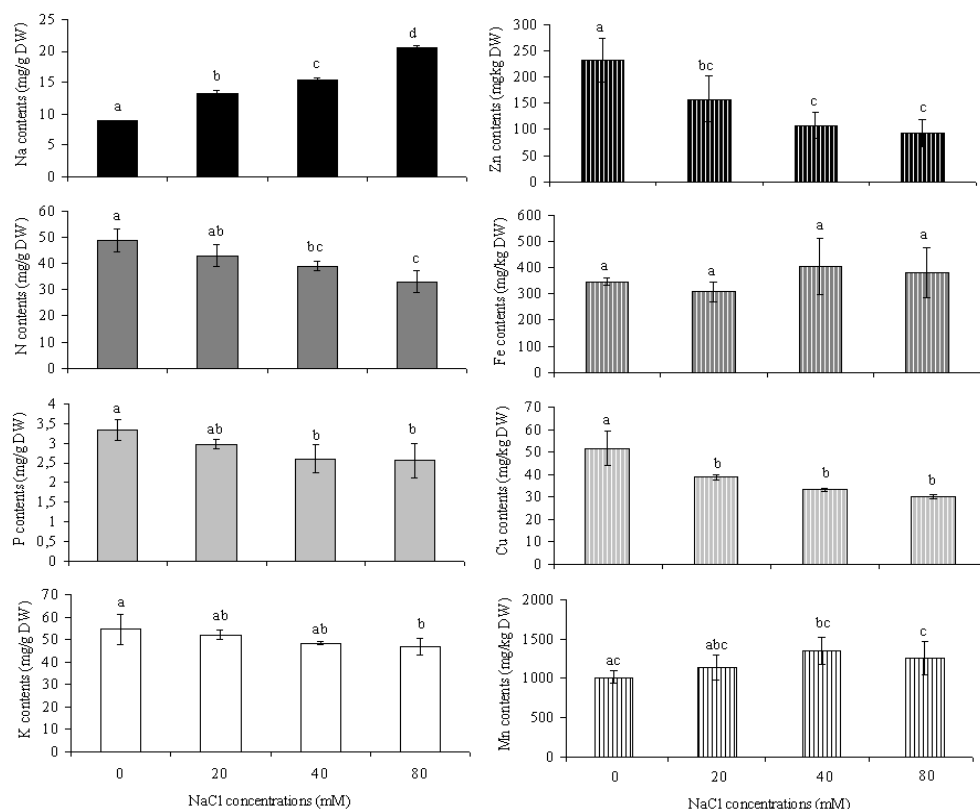 Na contents (mg/g DW)
25
20
15
10
5
0
a
b
c
d
N contents (mg/g DW)
60
50
40
30
20
10
0
a
ab
bc
c
P contents (mg/g DW)
4
3,5
3
2,5
2
1,5
1
0,5
0
a
ab
b
b
K contents (mg/g DW)
70
60
50
40
30
20
10
0
a
ab
ab
b
0 20 40 80
NaCl concentrations (mM)
Zn contents (mgkg DW)
300
250
200
150
100
50
0
a
bc
c
c
Fe contents (mg/kg DW)
600
500
400
300
200
100
0
a
a
a
a
Cu contents (mg/kg DW)
70
60
50
40
30
20
10
0
a
b
b
b
Mn contents (mg/kg DW)
2000
1500
1000
500
0
ac
abc
bc
c
0 20 40 80
NaCl concentrations (mM)